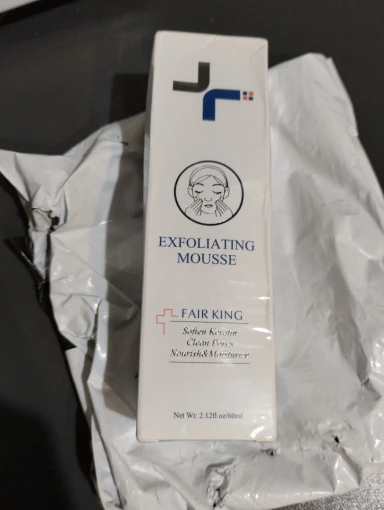 EXFOLIATING
MOUSSE
FAIR KING
Soften Keratin
Clean Pores
Nourish&Moisturize
Net Wt: 2.12fl oz/60ml